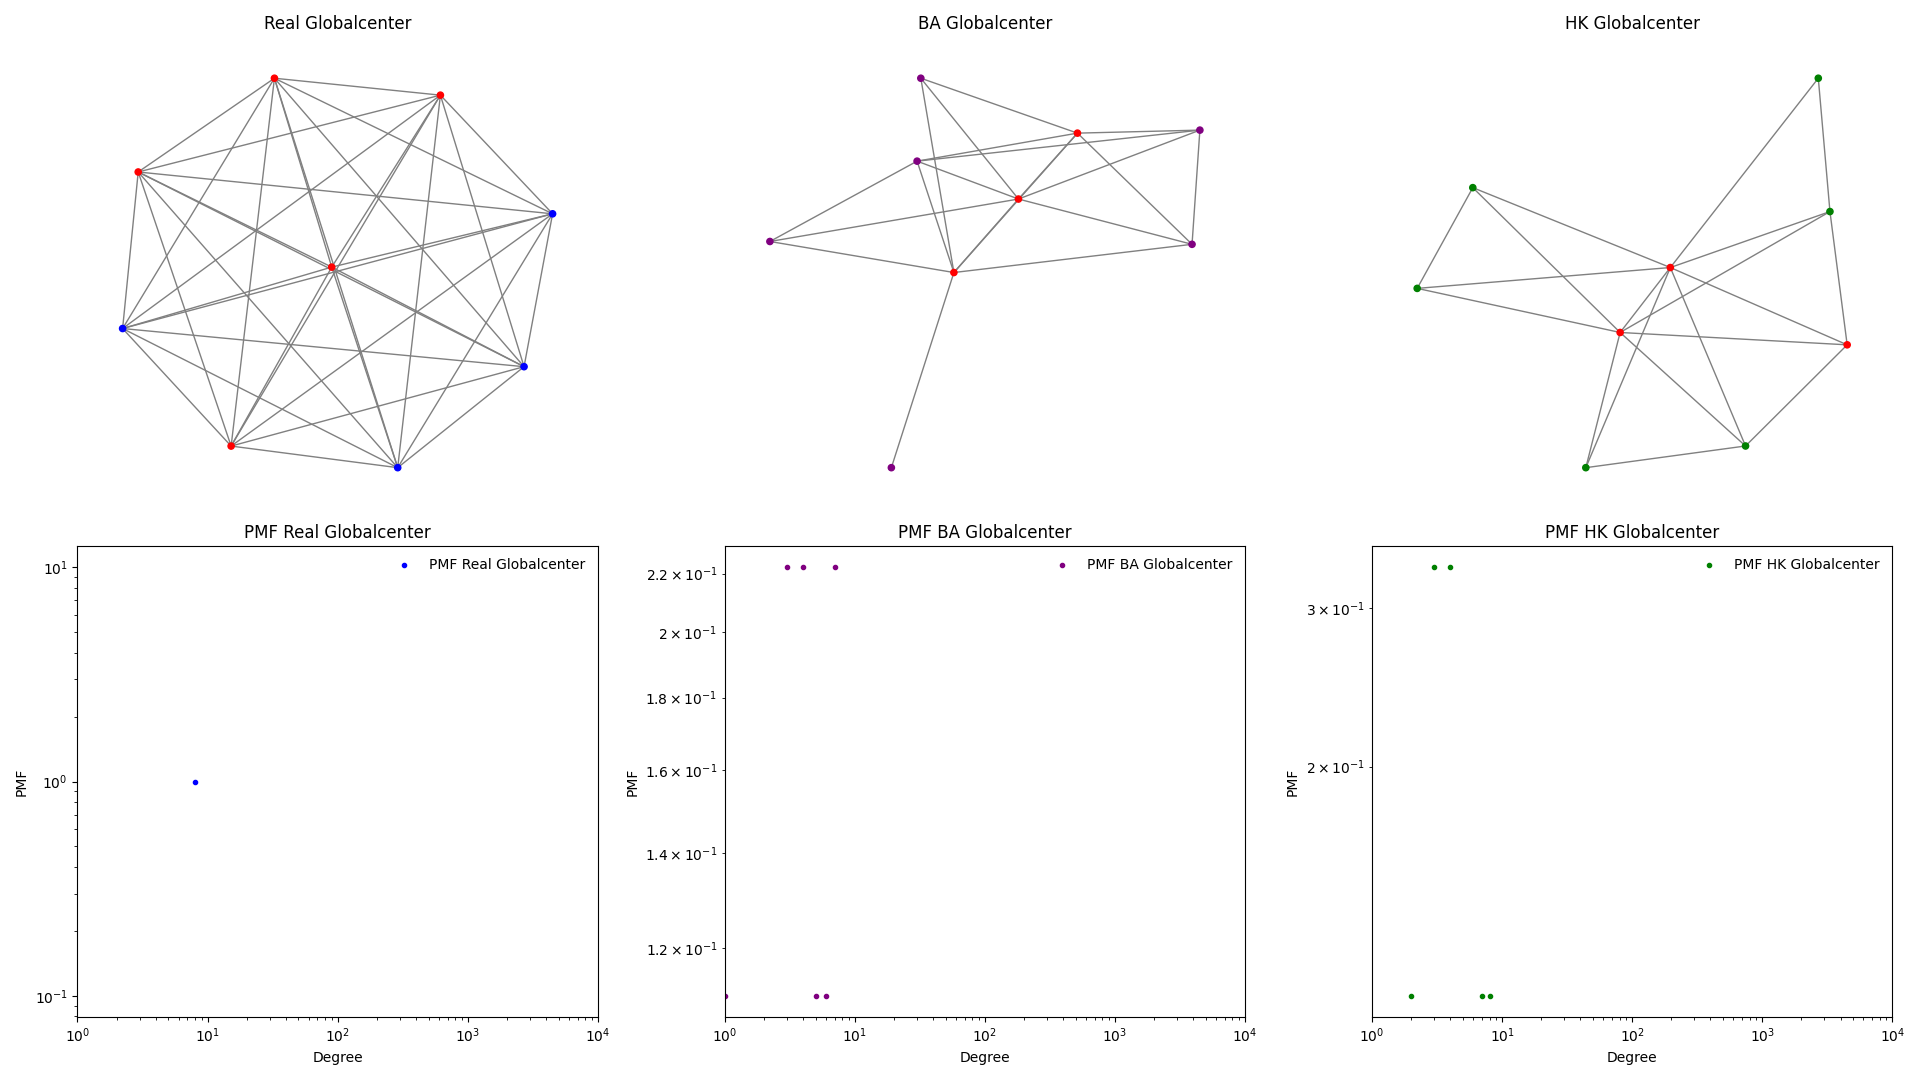 Real Globalcenter
BA Globalcenter
HK Globalcenter
PMF Real Globalcenter
PMF Real Globalcenter
10¹
10⁰
10⁻¹
PMF
10⁰ 10¹ 10² 10³ 10⁴
Degree
PMF BA Globalcenter
PMF BA Globalcenter
2.2 × 10⁻¹
2 × 10⁻¹
1.8 × 10⁻¹
1.6 × 10⁻¹
1.4 × 10⁻¹
1.2 × 10⁻¹
PMF
10⁰ 10¹ 10² 10³ 10⁴
Degree
PMF HK Globalcenter
PMF HK Globalcenter
3 × 10⁻¹
2 × 10⁻¹
PMF
10⁰ 10¹ 10² 10³ 10⁴
Degree